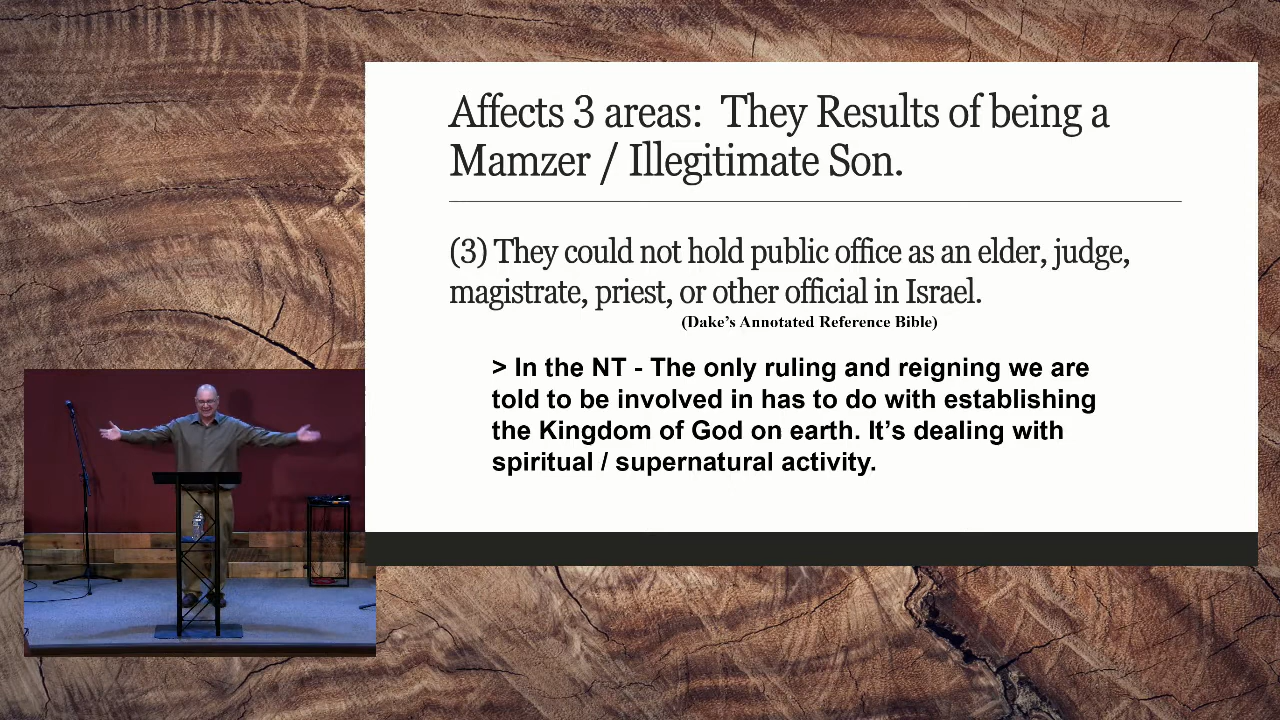 Affects 3 areas:  They Results of being a
Mamzer / Illegitimate Son.
(3) They could not hold public office as an elder, judge,
magistrate, priest, or other official in Israel.
(Dake’s Annotated Reference Bible)
> In the NT - The only ruling and reigning we are
told to be involved in has to do with establishing
the Kingdom of God on earth. It’s dealing with
spiritual / supernatural activity.